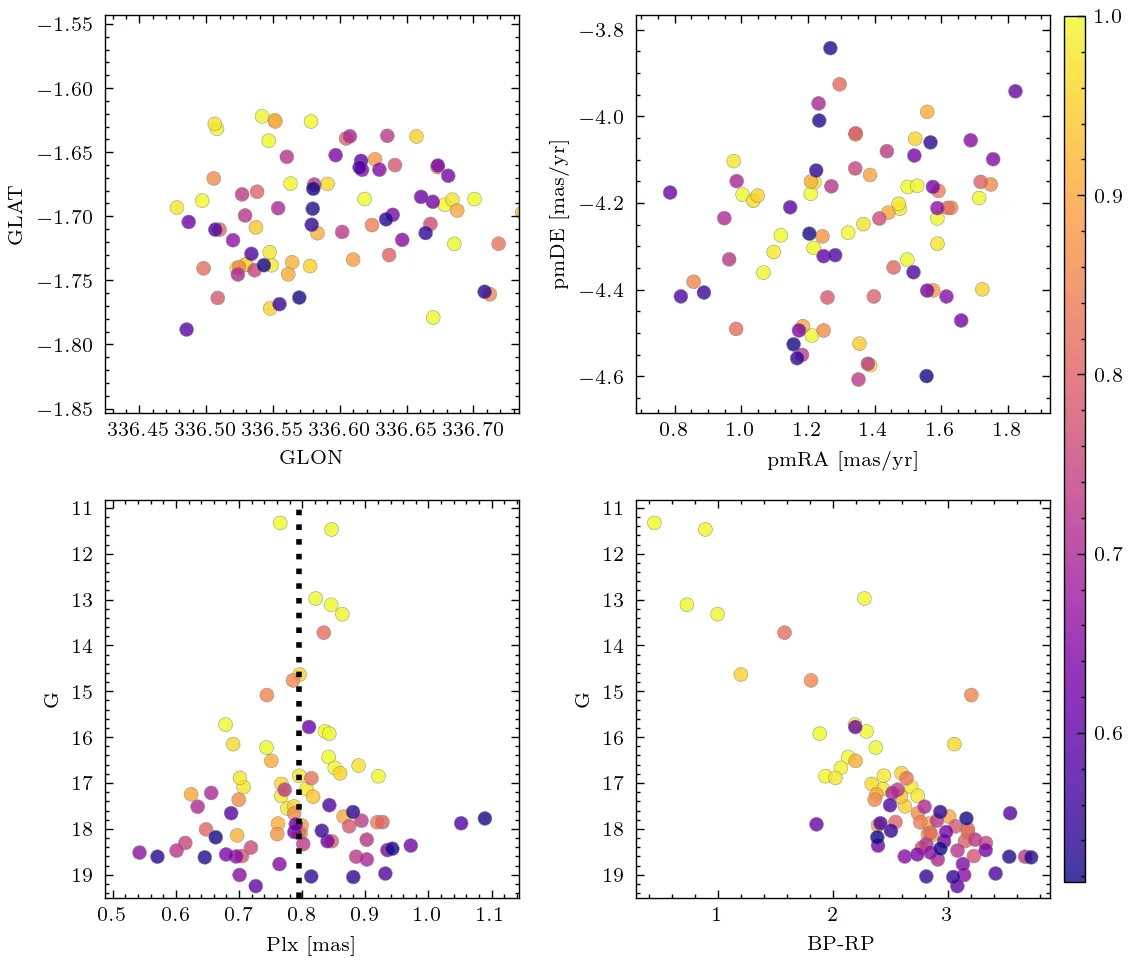 −1.55
−1.60
−1.65
−1.70
−1.75
−1.80
−1.85
GLAT
336.45 336.50 336.55 336.60 336.65 336.70
GLON
−3.8
−4.0
−4.2
−4.4
−4.6
pmDE [mas/yr]
0.8 1.0 1.2 1.4 1.6 1.8
pmRA [mas/yr]
11
12
13
14
15
16
17
18
19
G
0.5 0.6 0.7 0.8 0.9 1.0 1.1
Plx [mas]
11
12
13
14
15
16
17
18
19
G
1 2 3
BP-RP
1.0
0.9
0.8
0.7
0.6